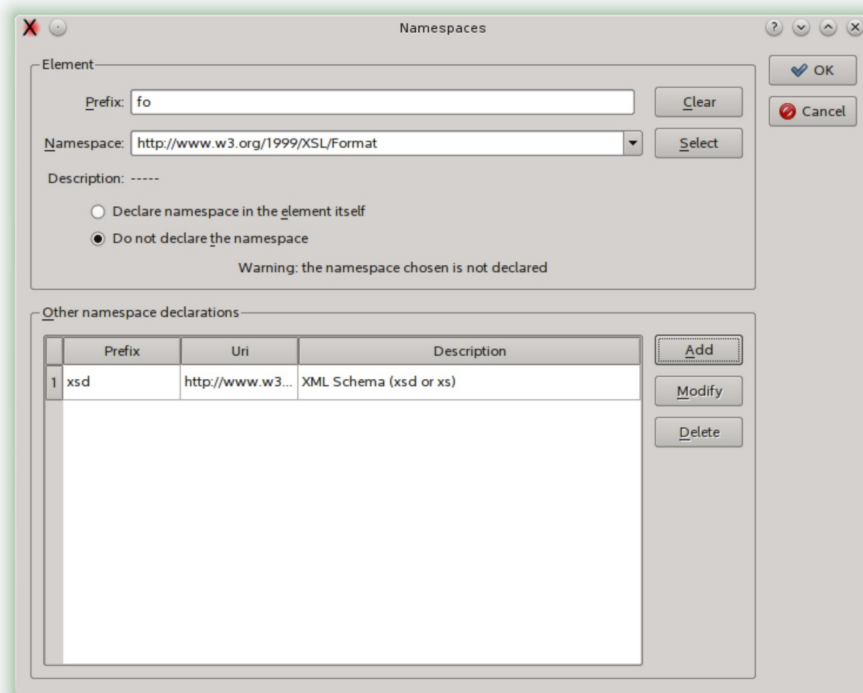 Namespaces
Element
Prefix: fo Clear
Namespace: http://www.w3.org/1999/XSL/Format Select
Description: -----
Declare namespace in the element itself
Do not declare the namespace
Warning: the namespace chosen is not declared
OK
Cancel
Other namespace declarations
Prefix Uri Description
1 xsd http://www.w3... XML Schema (xsd or xs)
Add
Modify
Delete